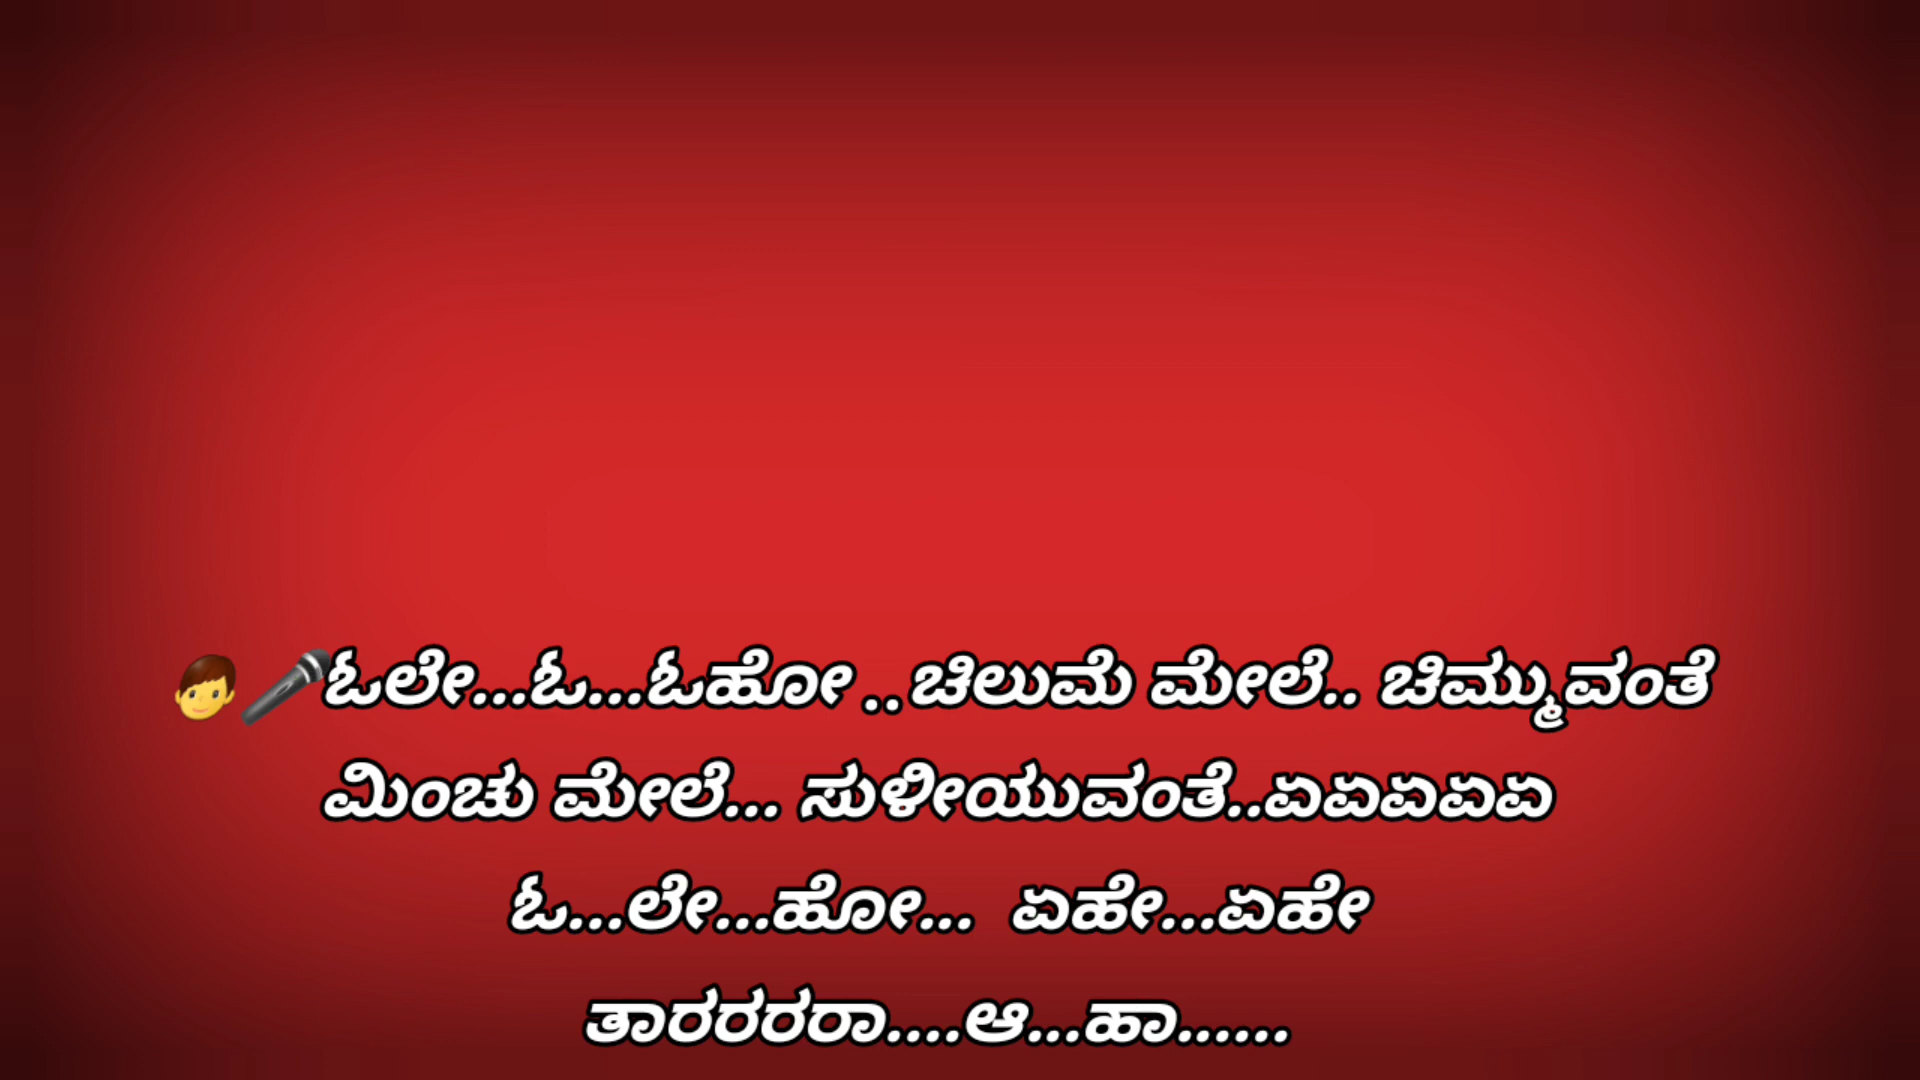 👦🎤ಓಲೇ...ಓ...ಓಹೋ ..ಚಿಲುಮೆ ಮೇಲೆ.. ಚಿಮ್ಮುವಂತೆ
ಮಿಂಚು ಮೇಲೆ... ಸುಳೀಯುವಂತೆ..ಏಏಏಏಏ
ಓ...ಲೇ...ಹೋ... ಏಹೇ...ಏಹೇ
ತಾರರರರಾ....ಆ...ಹಾ......